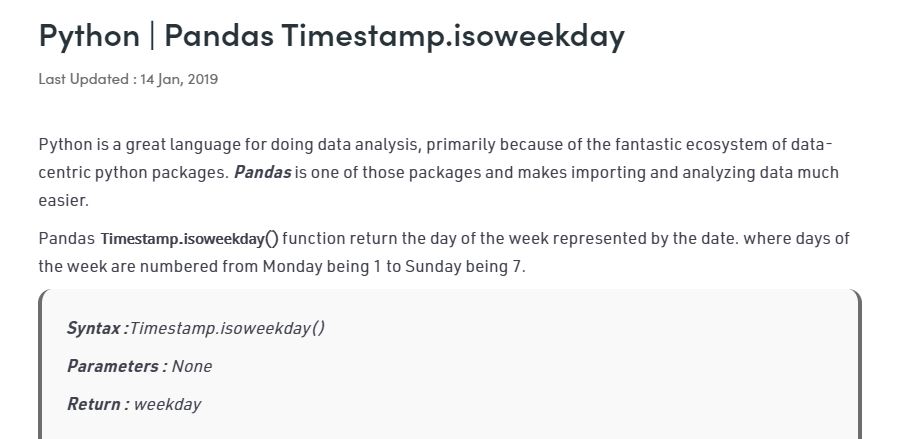 Python | Pandas Timestamp.isoweekday
Last Updated : 14 Jan, 2019
Python is a great language for doing data analysis, primarily because of the fantastic ecosystem of data-
centric python packages. Pandas is one of those packages and makes importing and analyzing data much
easier.
Pandas Timestamp.isoweekday() function return the day of the week represented by the date. where days of
the week are numbered from Monday being 1 to Sunday being 7.
Syntax :Timestamp.isoweekday()
Parameters : None
Return : weekday